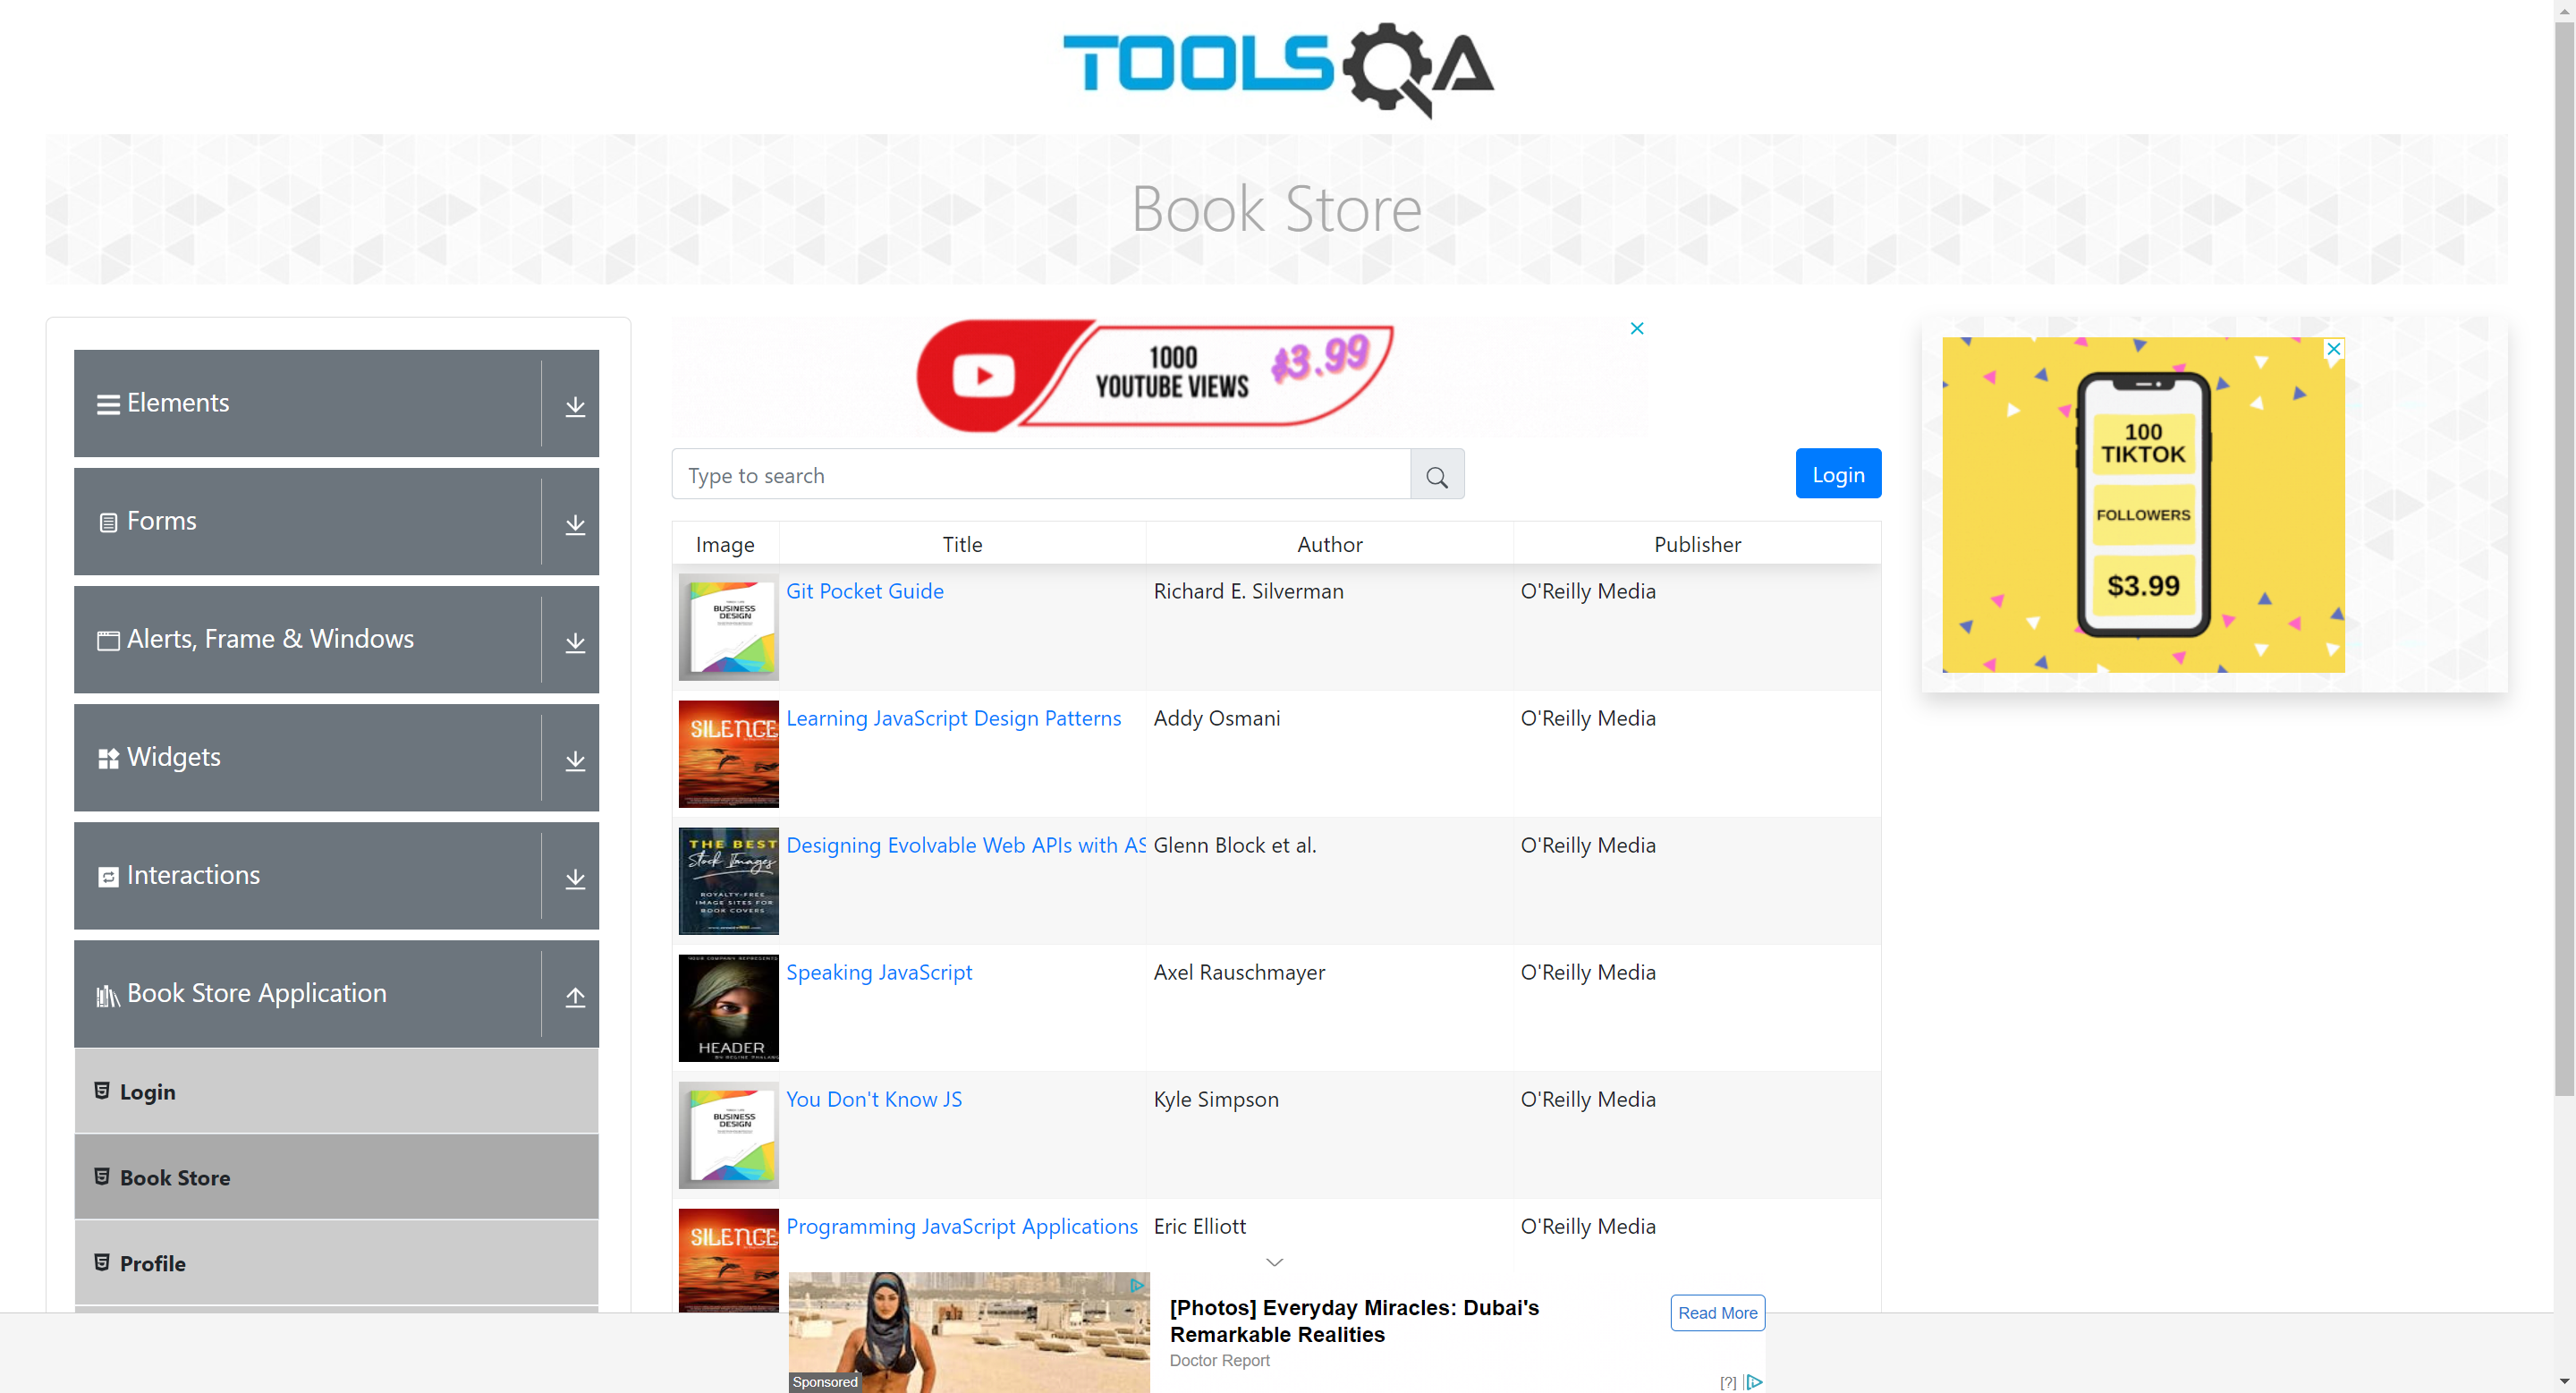 TOOLSQA
Book Store
Elements
Forms
Alerts, Frame & Windows
Widgets
Interactions
Book Store Application
Login
Book Store
Profile
1000
YOUTUBE VIEWS
$3.99
Type to search
Login
Image Title Author Publisher
BUSINESS
DESIGN
Git Pocket Guide Richard E. Silverman O'Reilly Media
SILENCE
Learning JavaScript Design Patterns Addy Osmani O'Reilly Media
THE BEST
Stock Images
ROYALTY-FREE
IMAGE SITES FOR
BOOK COVERS
Designing Evolvable Web APIs with AS Glenn Block et al. O'Reilly Media
YOUR COMPANY REPRESENTS
HEADER
Speaking JavaScript Axel Rauschmayer O'Reilly Media
BUSINESS
DESIGN
You Don't Know JS Kyle Simpson O'Reilly Media
SILENCE
Programming JavaScript Applications Eric Elliott O'Reilly Media
100
TIKTOK
FOLLOWERS
$3.99
Sponsored
[Photos] Everyday Miracles: Dubai's
Remarkable Realities
Doctor Report
Read More
[?]